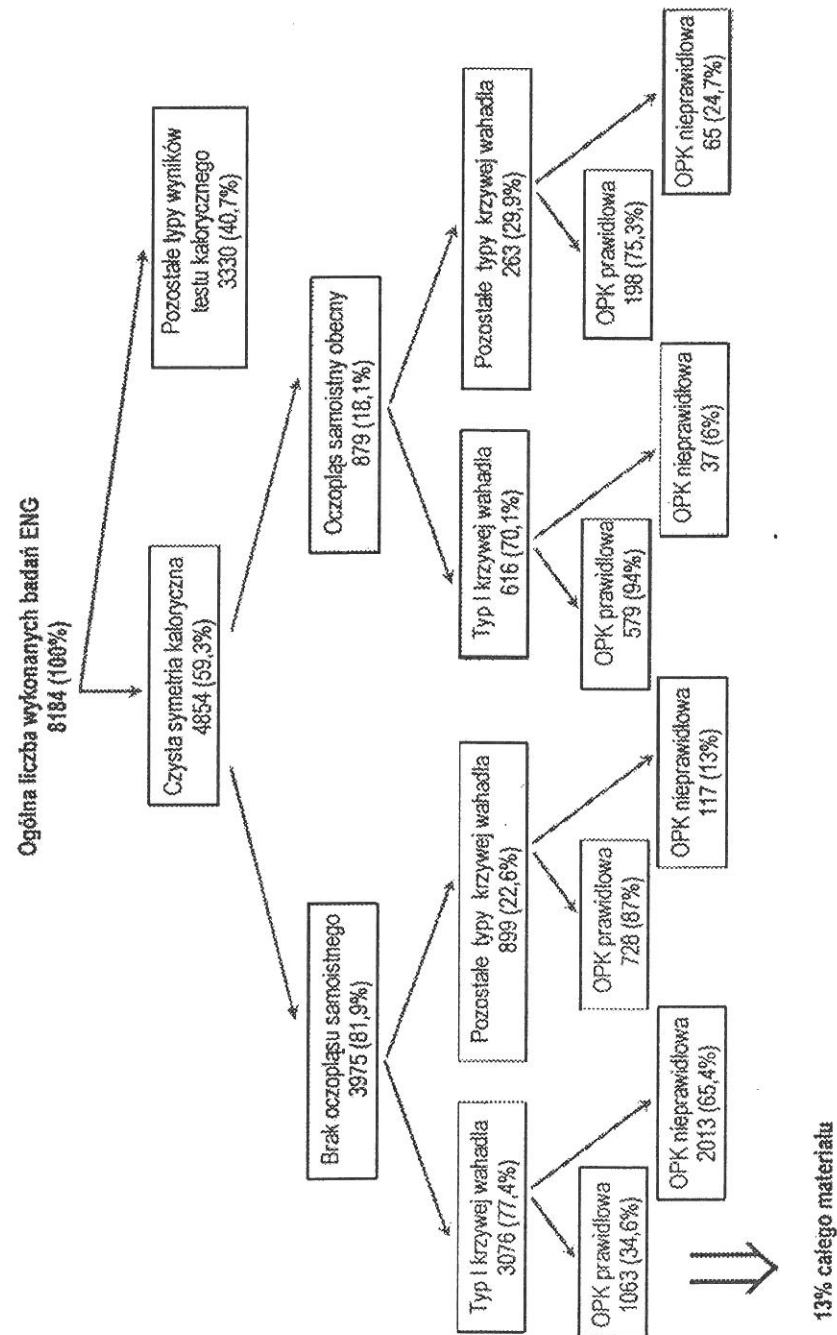 Ogólna liczba wykonanych badań ENG
8184 (100%)
Czysta symetria kaloryczna
4854 (59,3%)
Pozostałe typy wyników
testu kalorycznego
3330 (40,7%)
Brak oczopląsu samoistnego
3975 (81,9%)
Oczopląs samoistny obecny
879 (18,1%)
Typ I krzywej wahadła
3076 (77,4%)
Pozostałe typy krzywej wahadła
899 (22,6%)
Typ I krzywej wahadła
616 (70,1%)
Pozostałe typy krzywej wahadła
263 (29,9%)
OPK prawidłowa
1063 (34,6%)
OPK nieprawidłowa
2013 (65,4%)
OPK prawidłowa
728 (87%)
OPK nieprawidłowa
117 (13%)
OPK prawidłowa
579 (94%)
OPK nieprawidłowa
37 (6%)
OPK prawidłowa
198 (75,3%)
OPK nieprawidłowa
65 (24,7%)
13% całego materiału